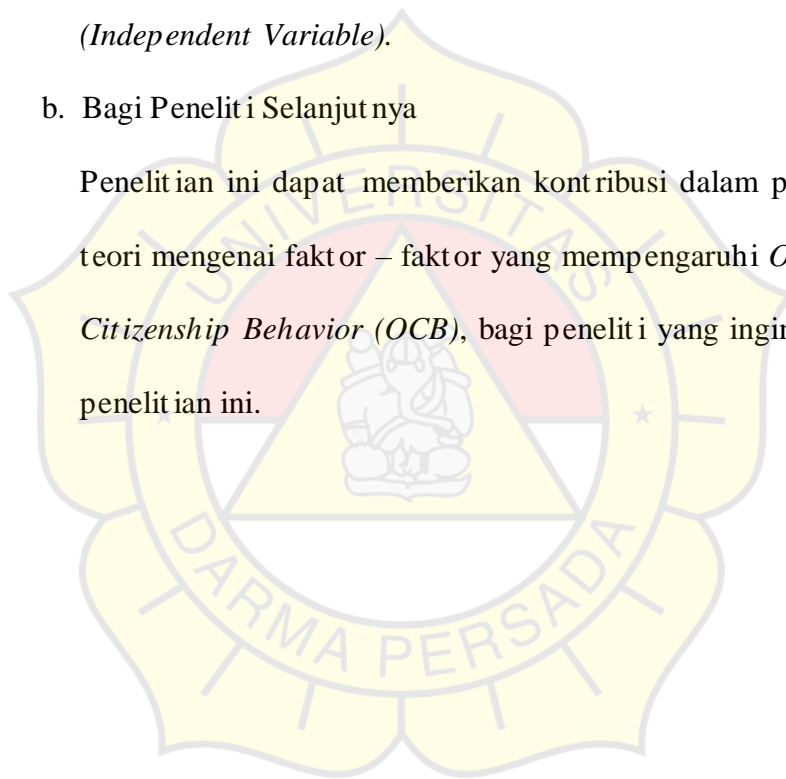 (Independent Variable).
b. Bagi Peneliti Selanjutnya
Penelitian ini dapat memberikan kontribusi dalam
teori mengenai faktor – faktor yang mempengaruhi
Citizenship Behavior (OCB), bagi peneliti yang
penelitian ini.
UNIVERSITAS
DARMA PERSADA